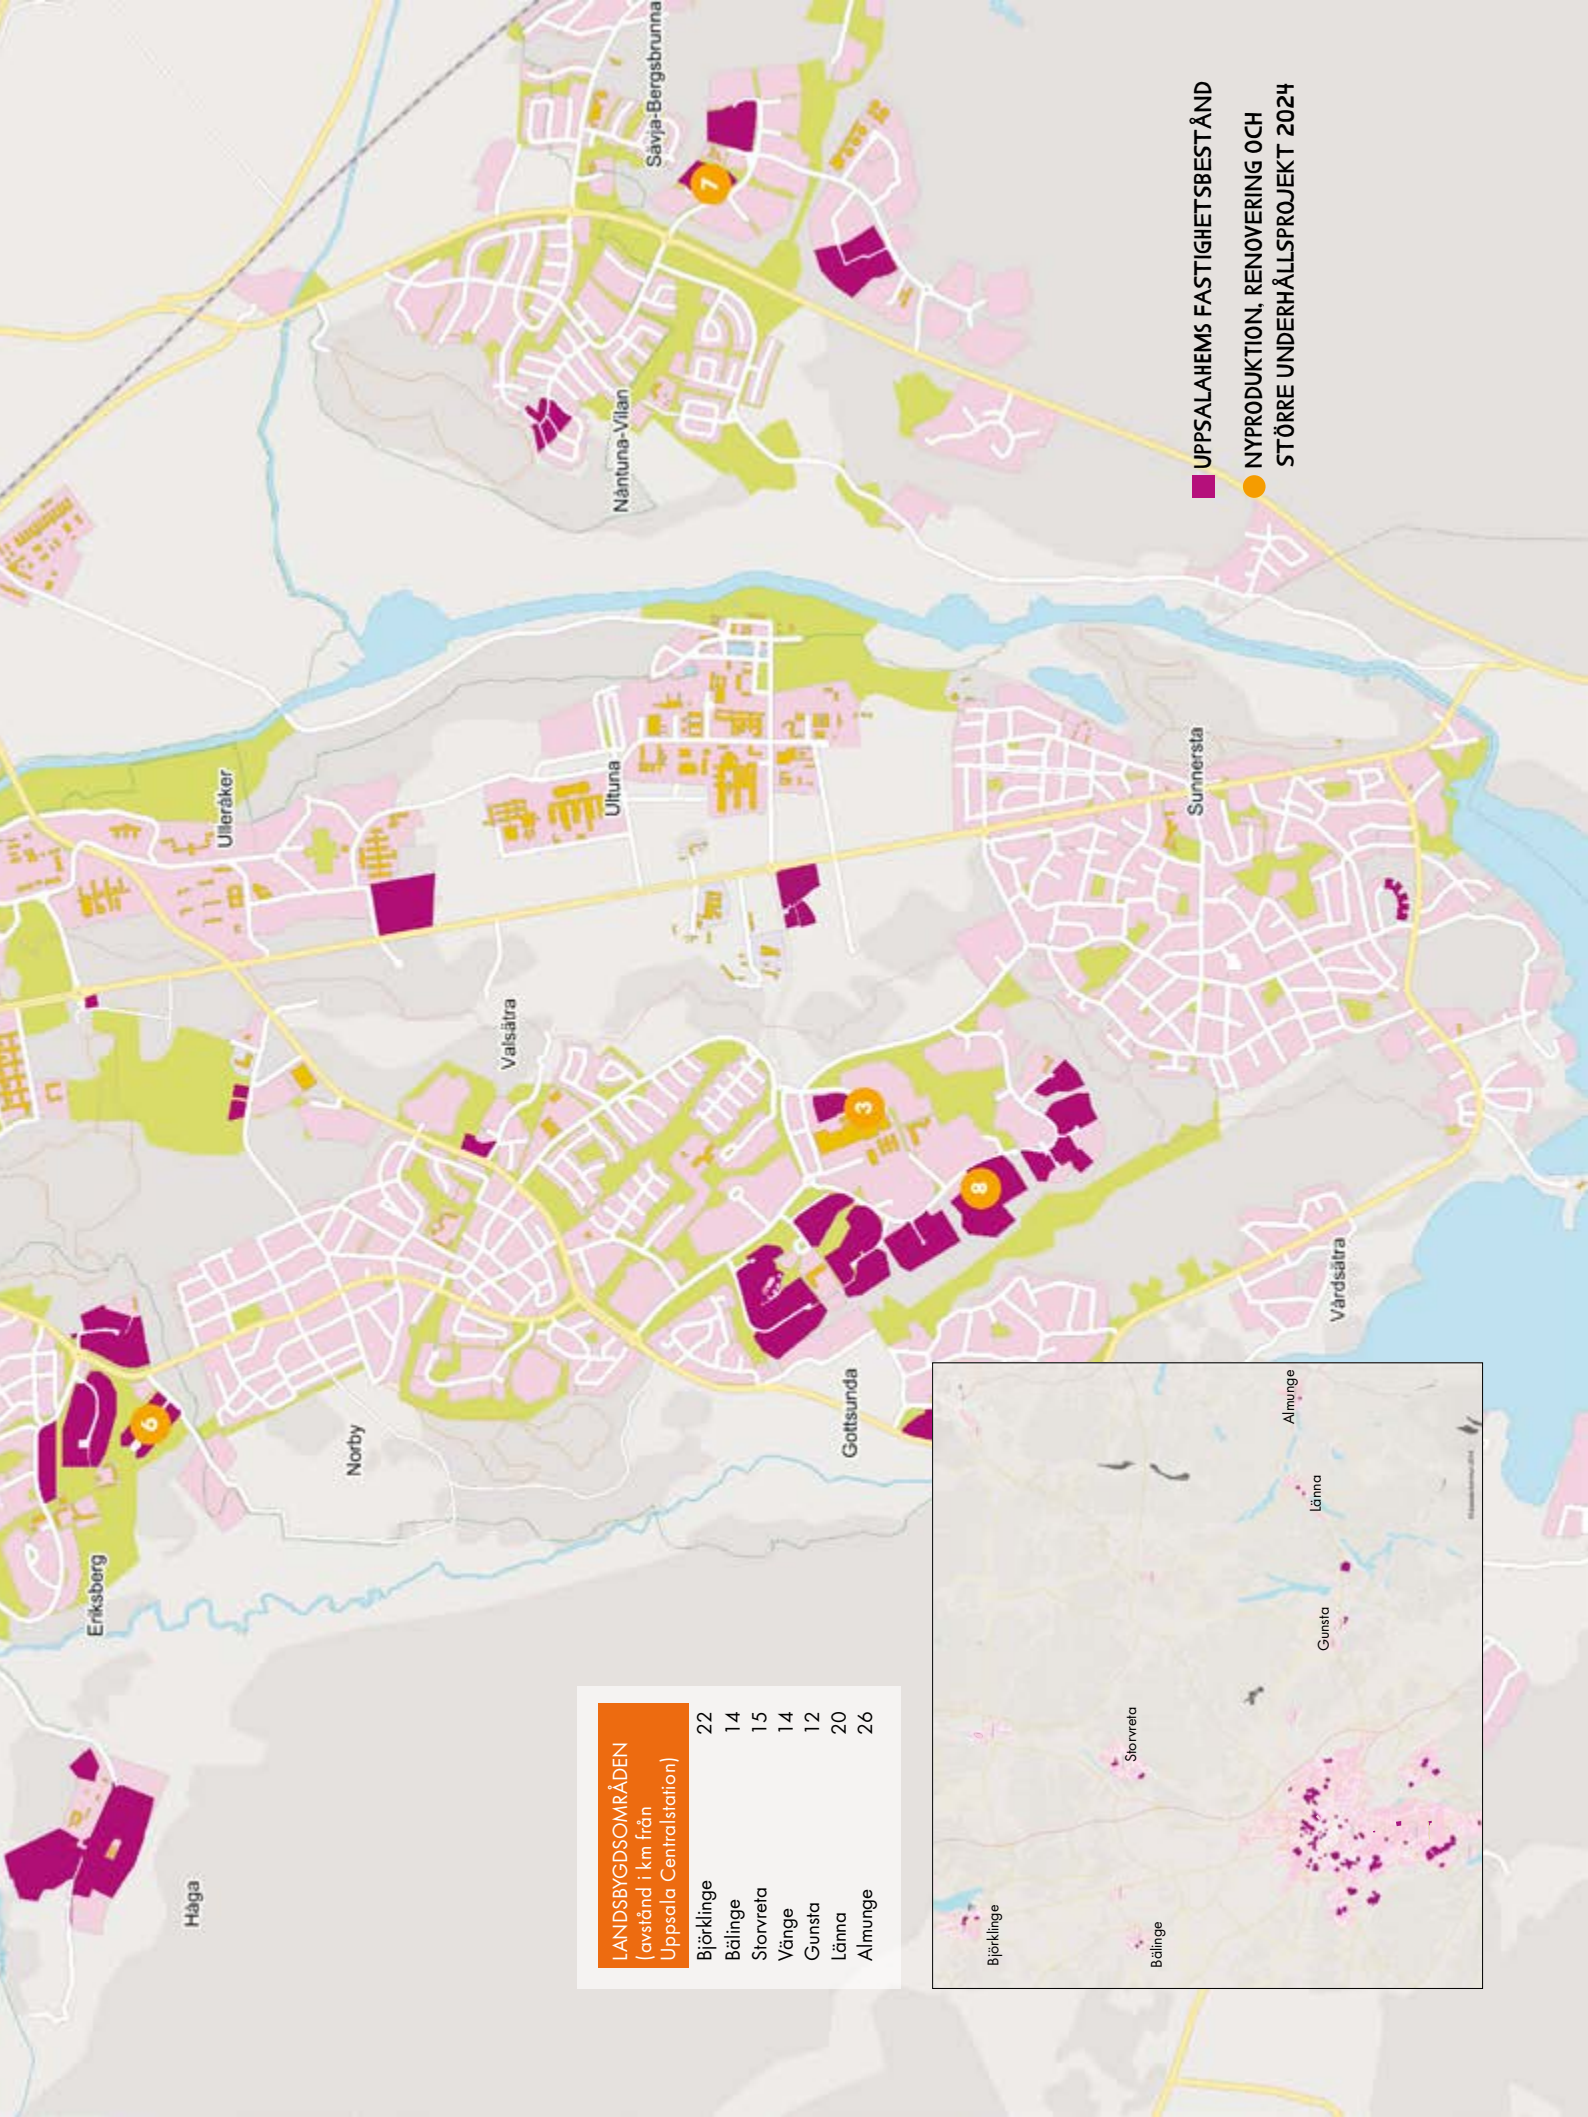 Håga
Eriksberg
6
Norby
Ulleråker
Valsätra
Ultuna
Gottsunda
3
8
Sunnersta
Vårdsätra
Nåntuna-Vilan
Sävja-Bergsbrunna
7
LANDSBYGDSOMRÅDEN
(avstånd i km från
Uppsala Centralstation)
Björklinge 22
Bälinge 14
Storvreta 15
Vänge 14
Gunsta 12
Länna 20
Almunge 26
Björklinge
Bälinge
Storvreta
Gunsta
Länna
Almunge
UPPSALAHEMS FASTIGHETSBESTÅND
NYPRODUKTION, RENOVERING OCH
STÖRRE UNDERHÅLLSPROJEKT 2024